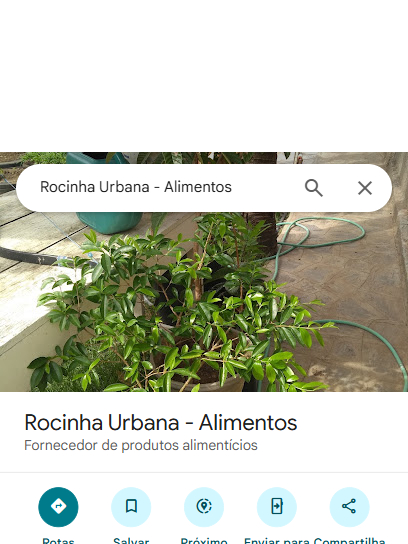 Rocinha Urbana - Alimentos
Rocinha Urbana - Alimentos
Fornecedor de produtos alimentícios
Rotas Salvar Próximo Enviar para Compartilha